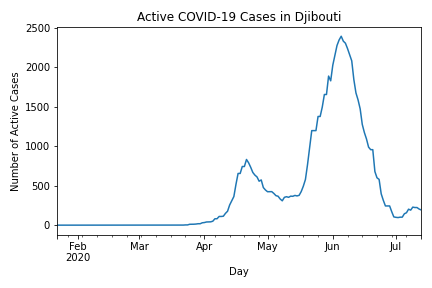 Active COVID-19 Cases in Djibouti
2500
2000
1500
1000
500
0
Number of Active Cases
Feb
2020
Mar
Apr
May
Jun
Jul
Day